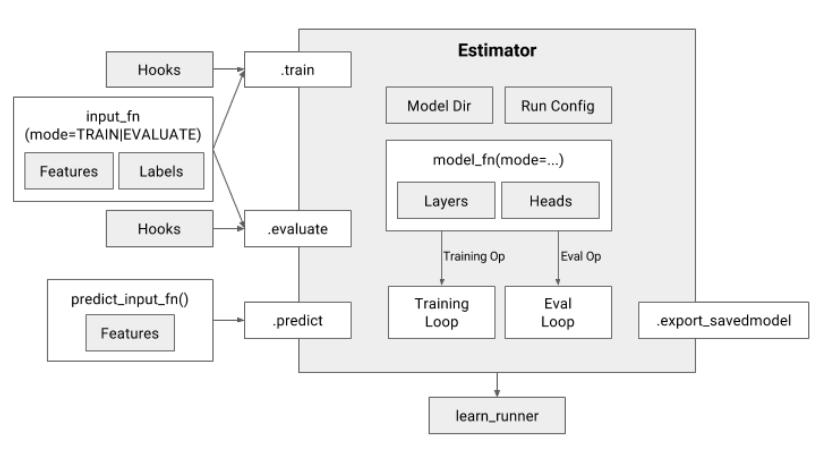 Estimator
Hooks
.train
input_fn
(mode=TRAIN|EVALUATE)
Features
Labels
Hooks
.evaluate
predict_input_fn()
Features
.predict
Model Dir
Run Config
model_fn(mode=...)
Layers
Heads
Training Op
Eval Op
Training
Loop
Eval
Loop
.export_savedmodel
learn_runner